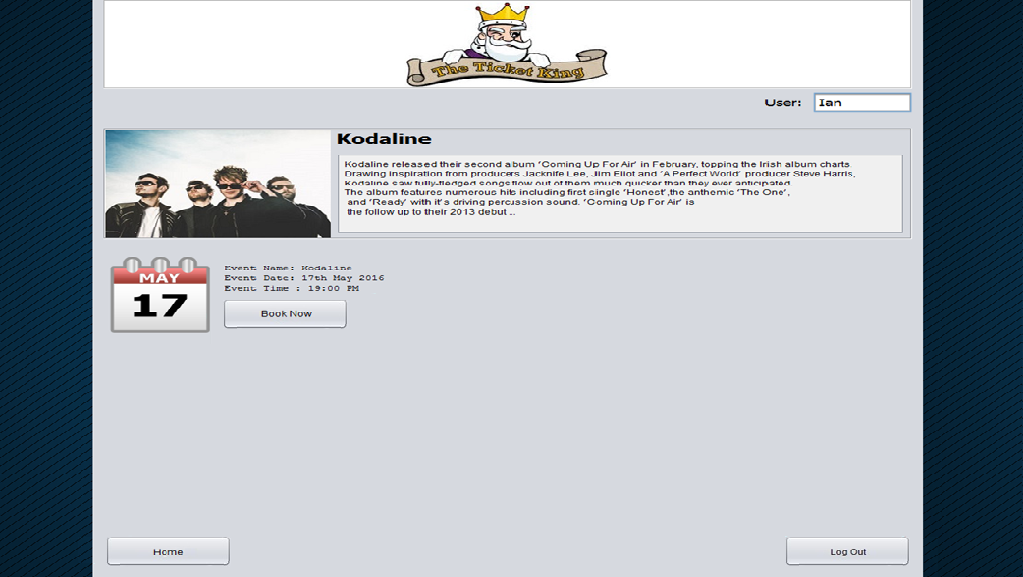 The Ticket King
User: Ian
Kodaline
Kodaline released their second album 'Coming Up For Air' in February, topping the Irish album charts.
Drawing inspiration from producers Jacknife Lee, Jim Eliot and 'A Perfect World' producer Steve Harris,
Kodaline saw fully-fledged songs flow out of them much quicker than they ever anticipated.
The album features numerous hits including first single 'Honest',the anthemic 'The One',
and 'Ready' with it's driving percussion sound. 'Coming Up For Air' is
the follow up to their 2013 debut ..
MAY
17
Event Name: Kodaline
Event Date: 17th May 2016
Event Time : 19:00 PM
Book Now
Home
Log Out